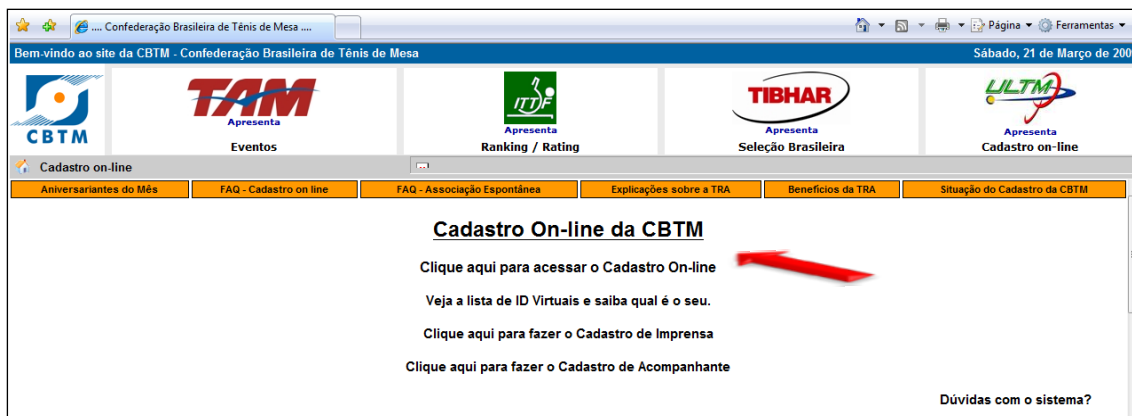 .... Confederação Brasileira de Tênis de Mesa ....
Página
Ferramentas
Bem-vindo ao site da CBTM - Confederação Brasileira de Tênis de Mesa
Sábado, 21 de Março de 200
CBTM
TAM
Apresenta
Eventos
ITTF
Apresenta
Ranking / Rating
TIBHAR
Apresenta
Seleção Brasileira
ULTM
Apresenta
Cadastro on-line
Cadastro on-line
Aniversariantes do Mês
FAQ - Cadastro on line
FAQ - Associação Espontânea
Explicações sobre a TRA
Benefícios da TRA
Situação do Cadastro da CBTM
Cadastro On-line da CBTM
Clique aqui para acessar o Cadastro On-line
Veja a lista de ID Virtuais e saiba qual é o seu.
Clique aqui para fazer o Cadastro de Imprensa
Clique aqui para fazer o Cadastro de Acompanhante
Dúvidas com o sistema?